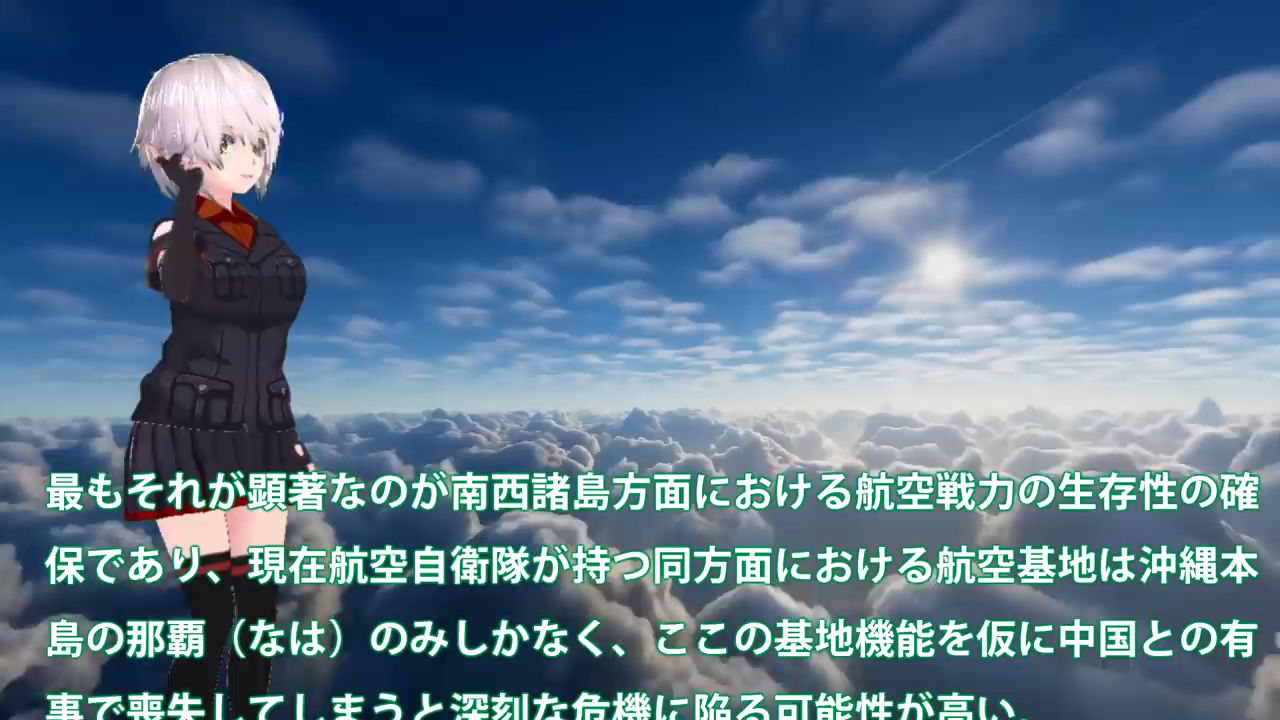 最もそれが顕著なのが南西諸島方面における航空戦力の生存性の確
保であり、現在航空自衛隊が持つ同方面における航空基地は沖縄本
島の那覇（なは）のみしかなく、ここの基地機能を仮に中国との有
事で喪失してしまうと深刻な危機に陥る可能性が高い。